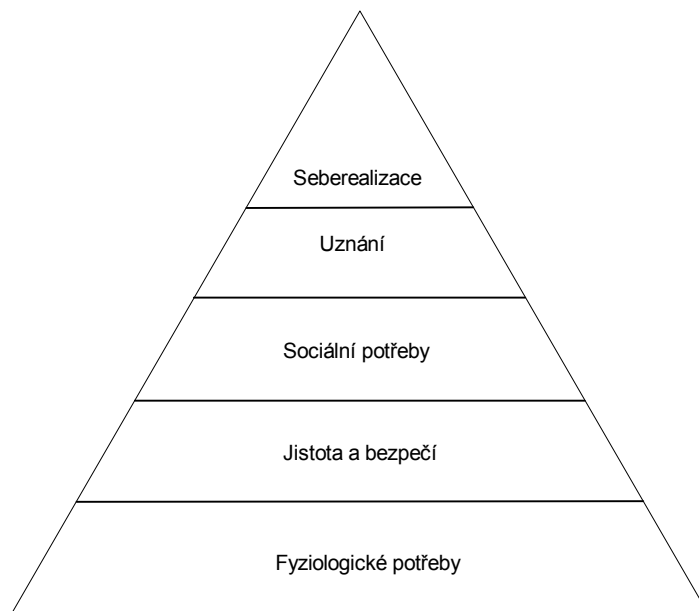 Seberealizace
Uznání
Sociální potřeby
Jistota a bezpečí
Fyziologické potřeby